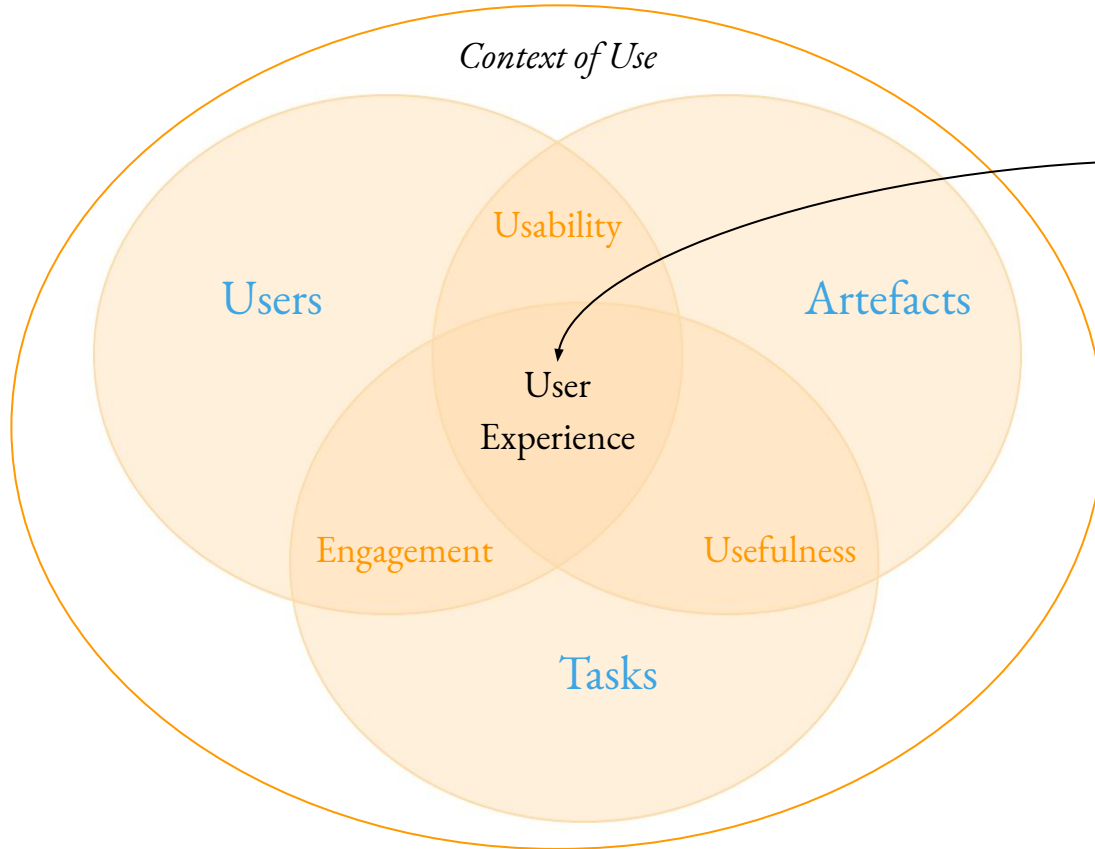 Context of Use
Usability
Users
Artefacts
User
Experience
Engagement
Usefulness
Tasks